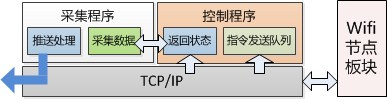 采集程序
控制程序
推送处理
采集数据
返回状态
指令发送队列
TCP/IP
Wifi
节点
板块